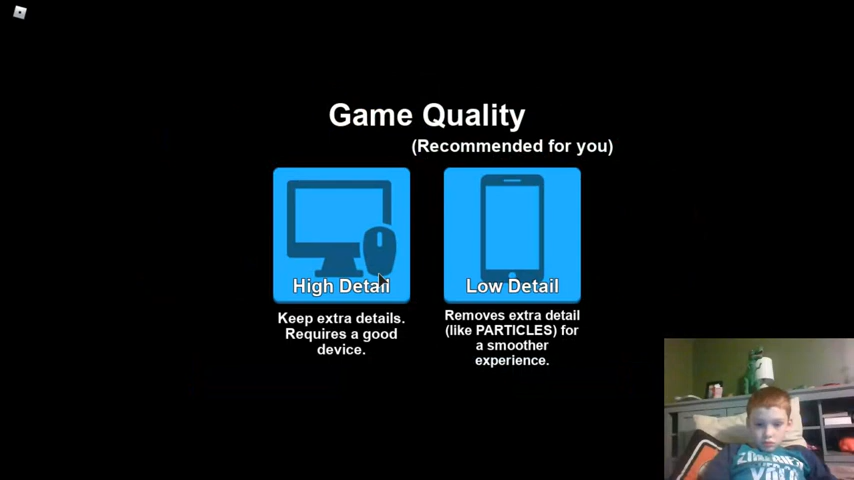 Game Quality
(Recommended for you)
High Detail
Low Detail
Keep extra details.
Requires a good
device.
Removes extra detail
(like PARTICLES) for
a smoother
experience.